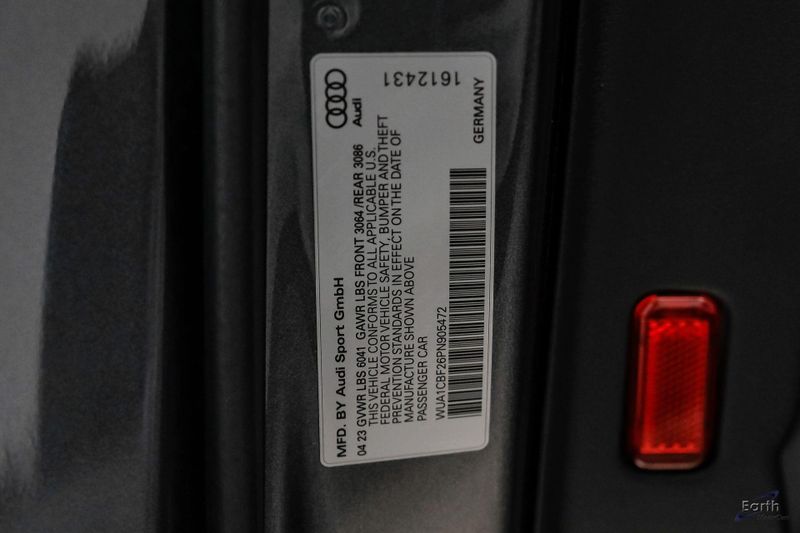 MFD. BY Audi Sport GmbH
Audi
1612431
04 23 GVWR LBS 6041 GAWR LBS FRONT 3064 /REAR 3086
THIS VEHICLE CONFORMS TO ALL APPLICABLE U.S.
FEDERAL MOTOR VEHICLE SAFETY, BUMPER AND THEFT
PREVENTION STANDARDS IN EFFECT ON THE DATE OF
MANUFACTURE SHOWN ABOVE
PASSENGER CAR
WUA1CBF26PN905472
GERMANY
Earth